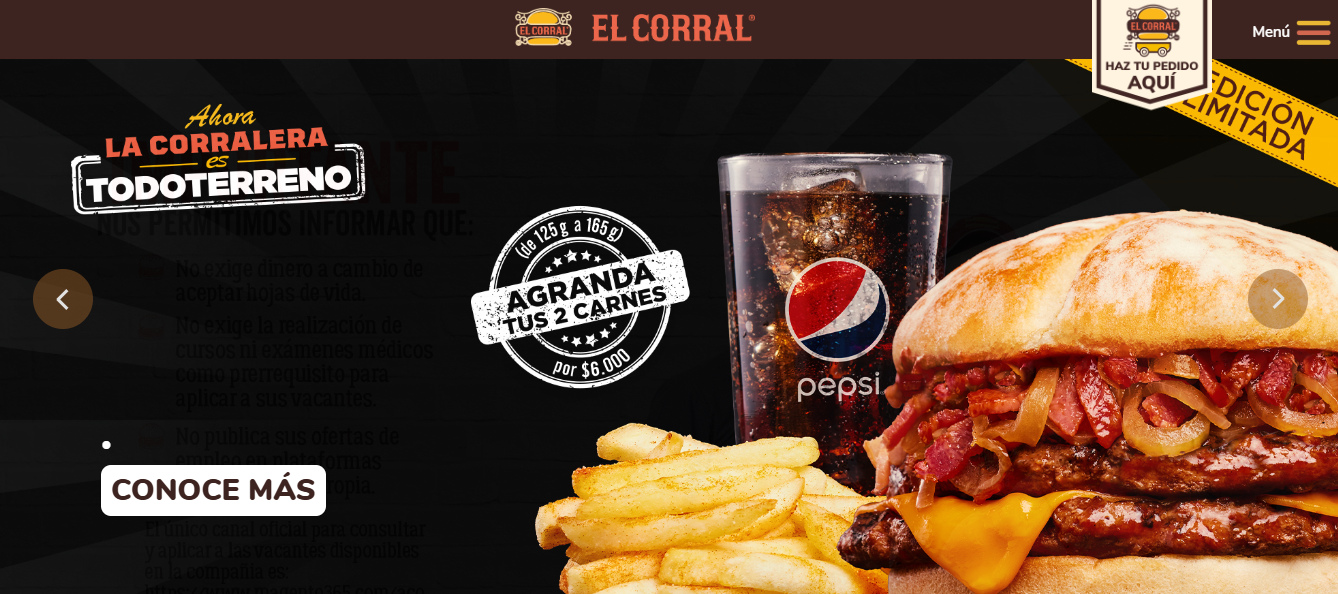 EL CORRAL
EL CORRAL®
EL CORRAL
HAZ TU PEDIDO
AQUÍ
Menú
EDICIÓN
LIMITADA
Ahora
LA CORRALERA
es
TODOTERRENO
NOS PERMITIMOS INFORMAR QUE:
No exige dinero a cambio de
aceptar hojas de vida.
No exige la realización de
cursos ni exámenes médicos
como prerrequisito para
aplicar a sus vacantes.
No publica sus ofertas de
empleo en plataformas
El único canal oficial para consultar
y aplicar a las vacantes disponibles
en la compañía es:
(de 125g a 165g)
AGRANDA
TUS 2 CARNES
por $6.000
pepsi
CONOCE MÁS